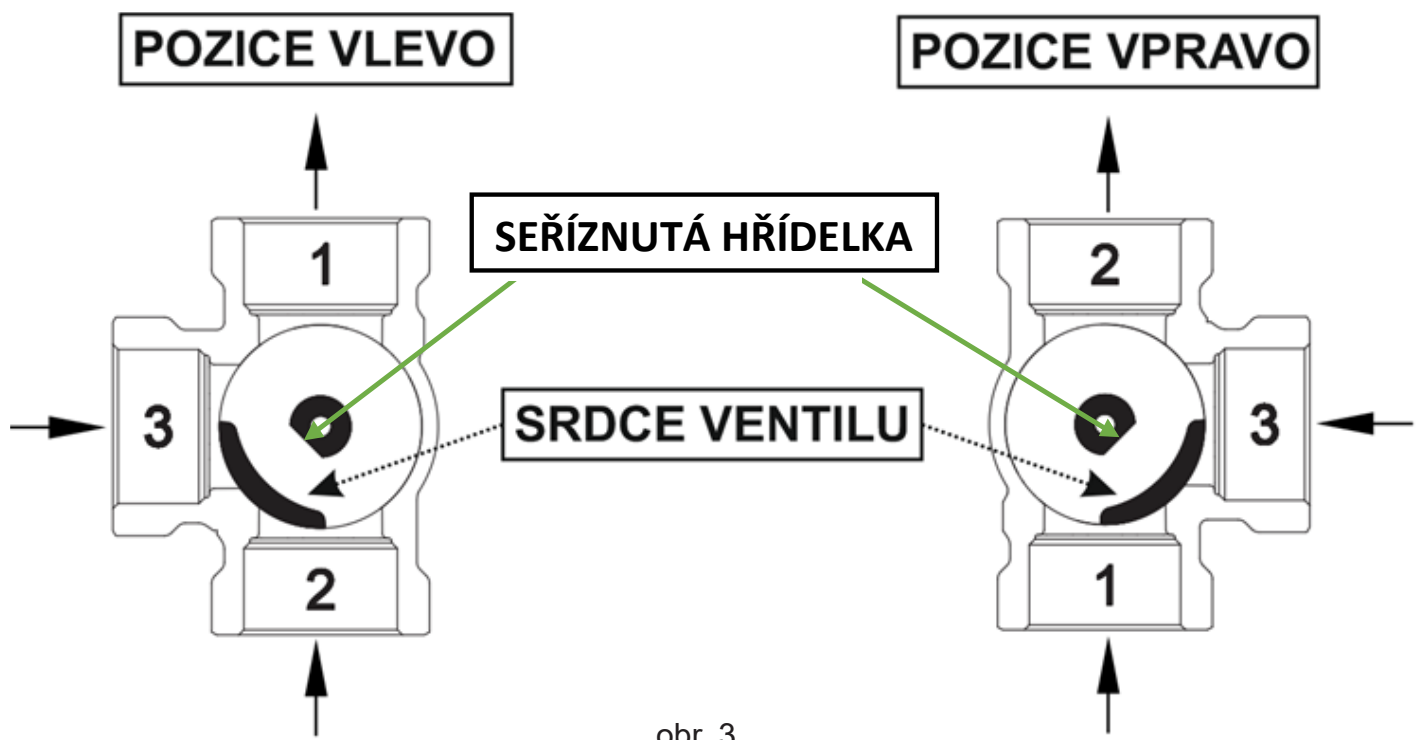 POZICE VLEVO
POZICE VPRAVO
SEŘÍZNUTÁ HŘÍDELKA
1
2
3
SRDCE VENTILU
3
2
1
obr. 3